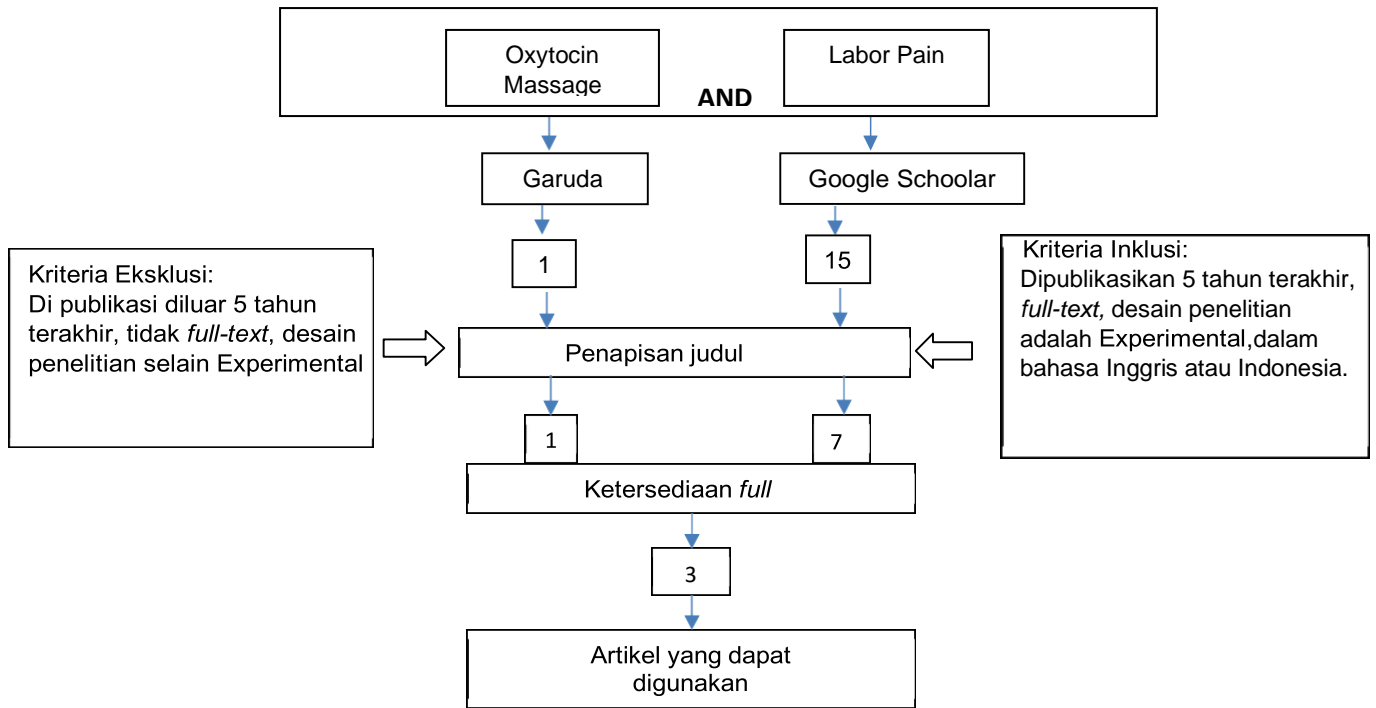 Oxytocin
Massage
Labor Pain
AND
Garuda
Google Schoolar
1
15
Kriteria Eksklusi:
Di publikasi diluar 5 tahun
terakhir, tidak full-text, desain
penelitian selain Experimental
Kriteria Inklusi:
Dipublikasikan 5 tahun terakhir,
full-text, desain penelitian
adalah Experimental,dalam
bahasa Inggris atau Indonesia.
Penapisan judul
1
7
Ketersediaan full
3
Artikel yang dapat
digunakan